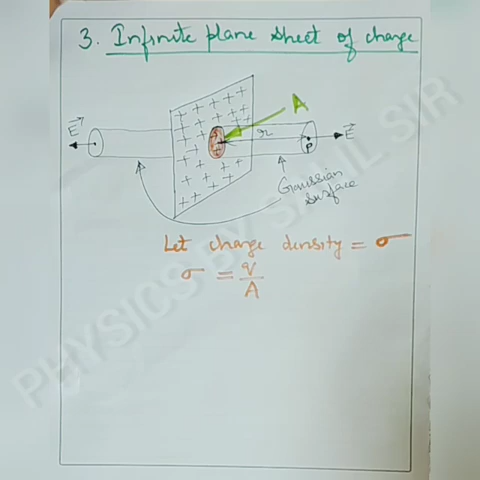 3. Infinite plane sheet of charge
A
E
r
P
E
Gaussian
surface
Let charge density = σ
σ = q/A
PHYSICS BY SAHIL SIR